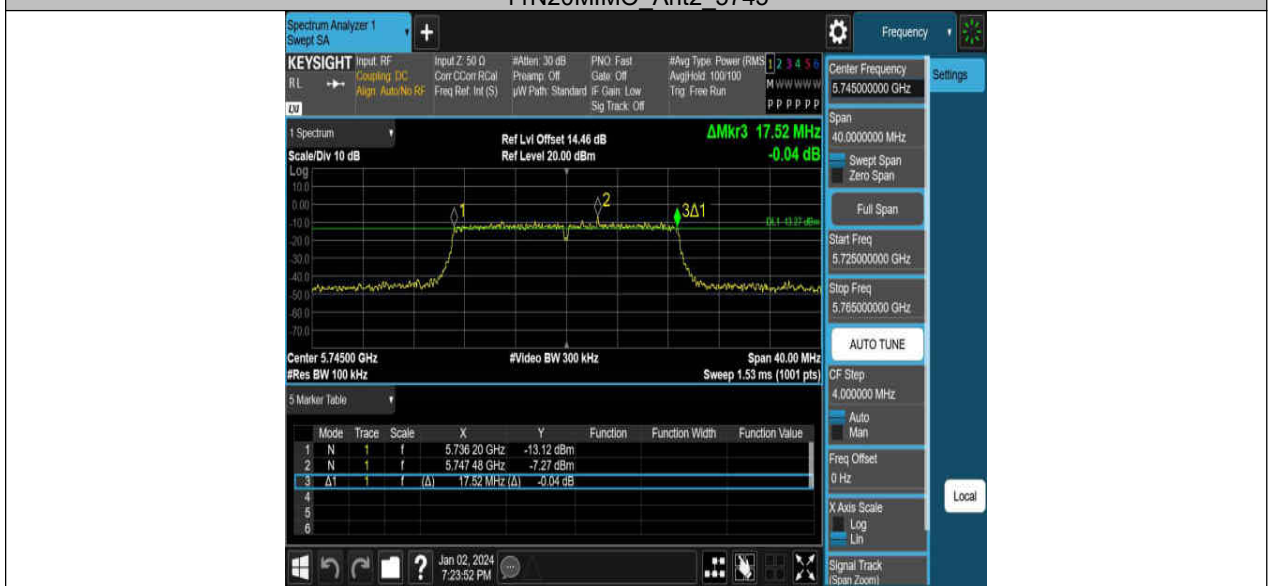 11N20MIMO_Ant2_5745
Spectrum Analyzer 1
Swept SA
+
Frequency
KEYSIGHT
RL
LXI
Input: RF
Coupling: DC
Align: Auto/No RF
Input Z: 50 Ω
Corr CCorr RCal
Freq Ref: Int (S)
#Atten: 30 dB
Preamp: Off
µW Path: Standard
PNO: Fast
Gate: Off
IF Gain: Low
Sig Track: Off
#Avg Type: Power (RMS
Avg|Hold: 100/100
Trig: Free Run
1 2 3 4 5 6
M W W W W W
P P P P P P
1 Spectrum
Scale/Div 10 dB
Log
Ref Lvl Offset 14.46 dB
Ref Level 20.00 dBm
ΔMkr3 17.52 MHz
-0.04 dB
10.0
0.00
-10.0
-20.0
-30.0
-40.0
-50.0
-60.0
-70.0
1
2
3Δ1
DL1 -13.27 dBm
Center 5.74500 GHz
#Res BW 100 kHz
#Video BW 300 kHz
Span 40.00 MHz
Sweep 1.53 ms (1001 pts)
5 Marker Table
Mode Trace Scale X Y Function Function Width Function Value
1 N 1 f 5.736 20 GHz -13.12 dBm
2 N 1 f 5.747 48 GHz -7.27 dBm
3 Δ1 1 f (Δ) 17.52 MHz (Δ) -0.04 dB
4
5
6
?
Jan 02, 2024
7:23:52 PM
Center Frequency
5.745000000 GHz
Settings
Span
40.0000000 MHz
Swept Span
Zero Span
Full Span
Start Freq
5.725000000 GHz
Stop Freq
5.765000000 GHz
AUTO TUNE
CF Step
4.000000 MHz
Auto
Man
Freq Offset
0 Hz
X Axis Scale
Log
Lin
Signal Track
(Span Zoom)
Local